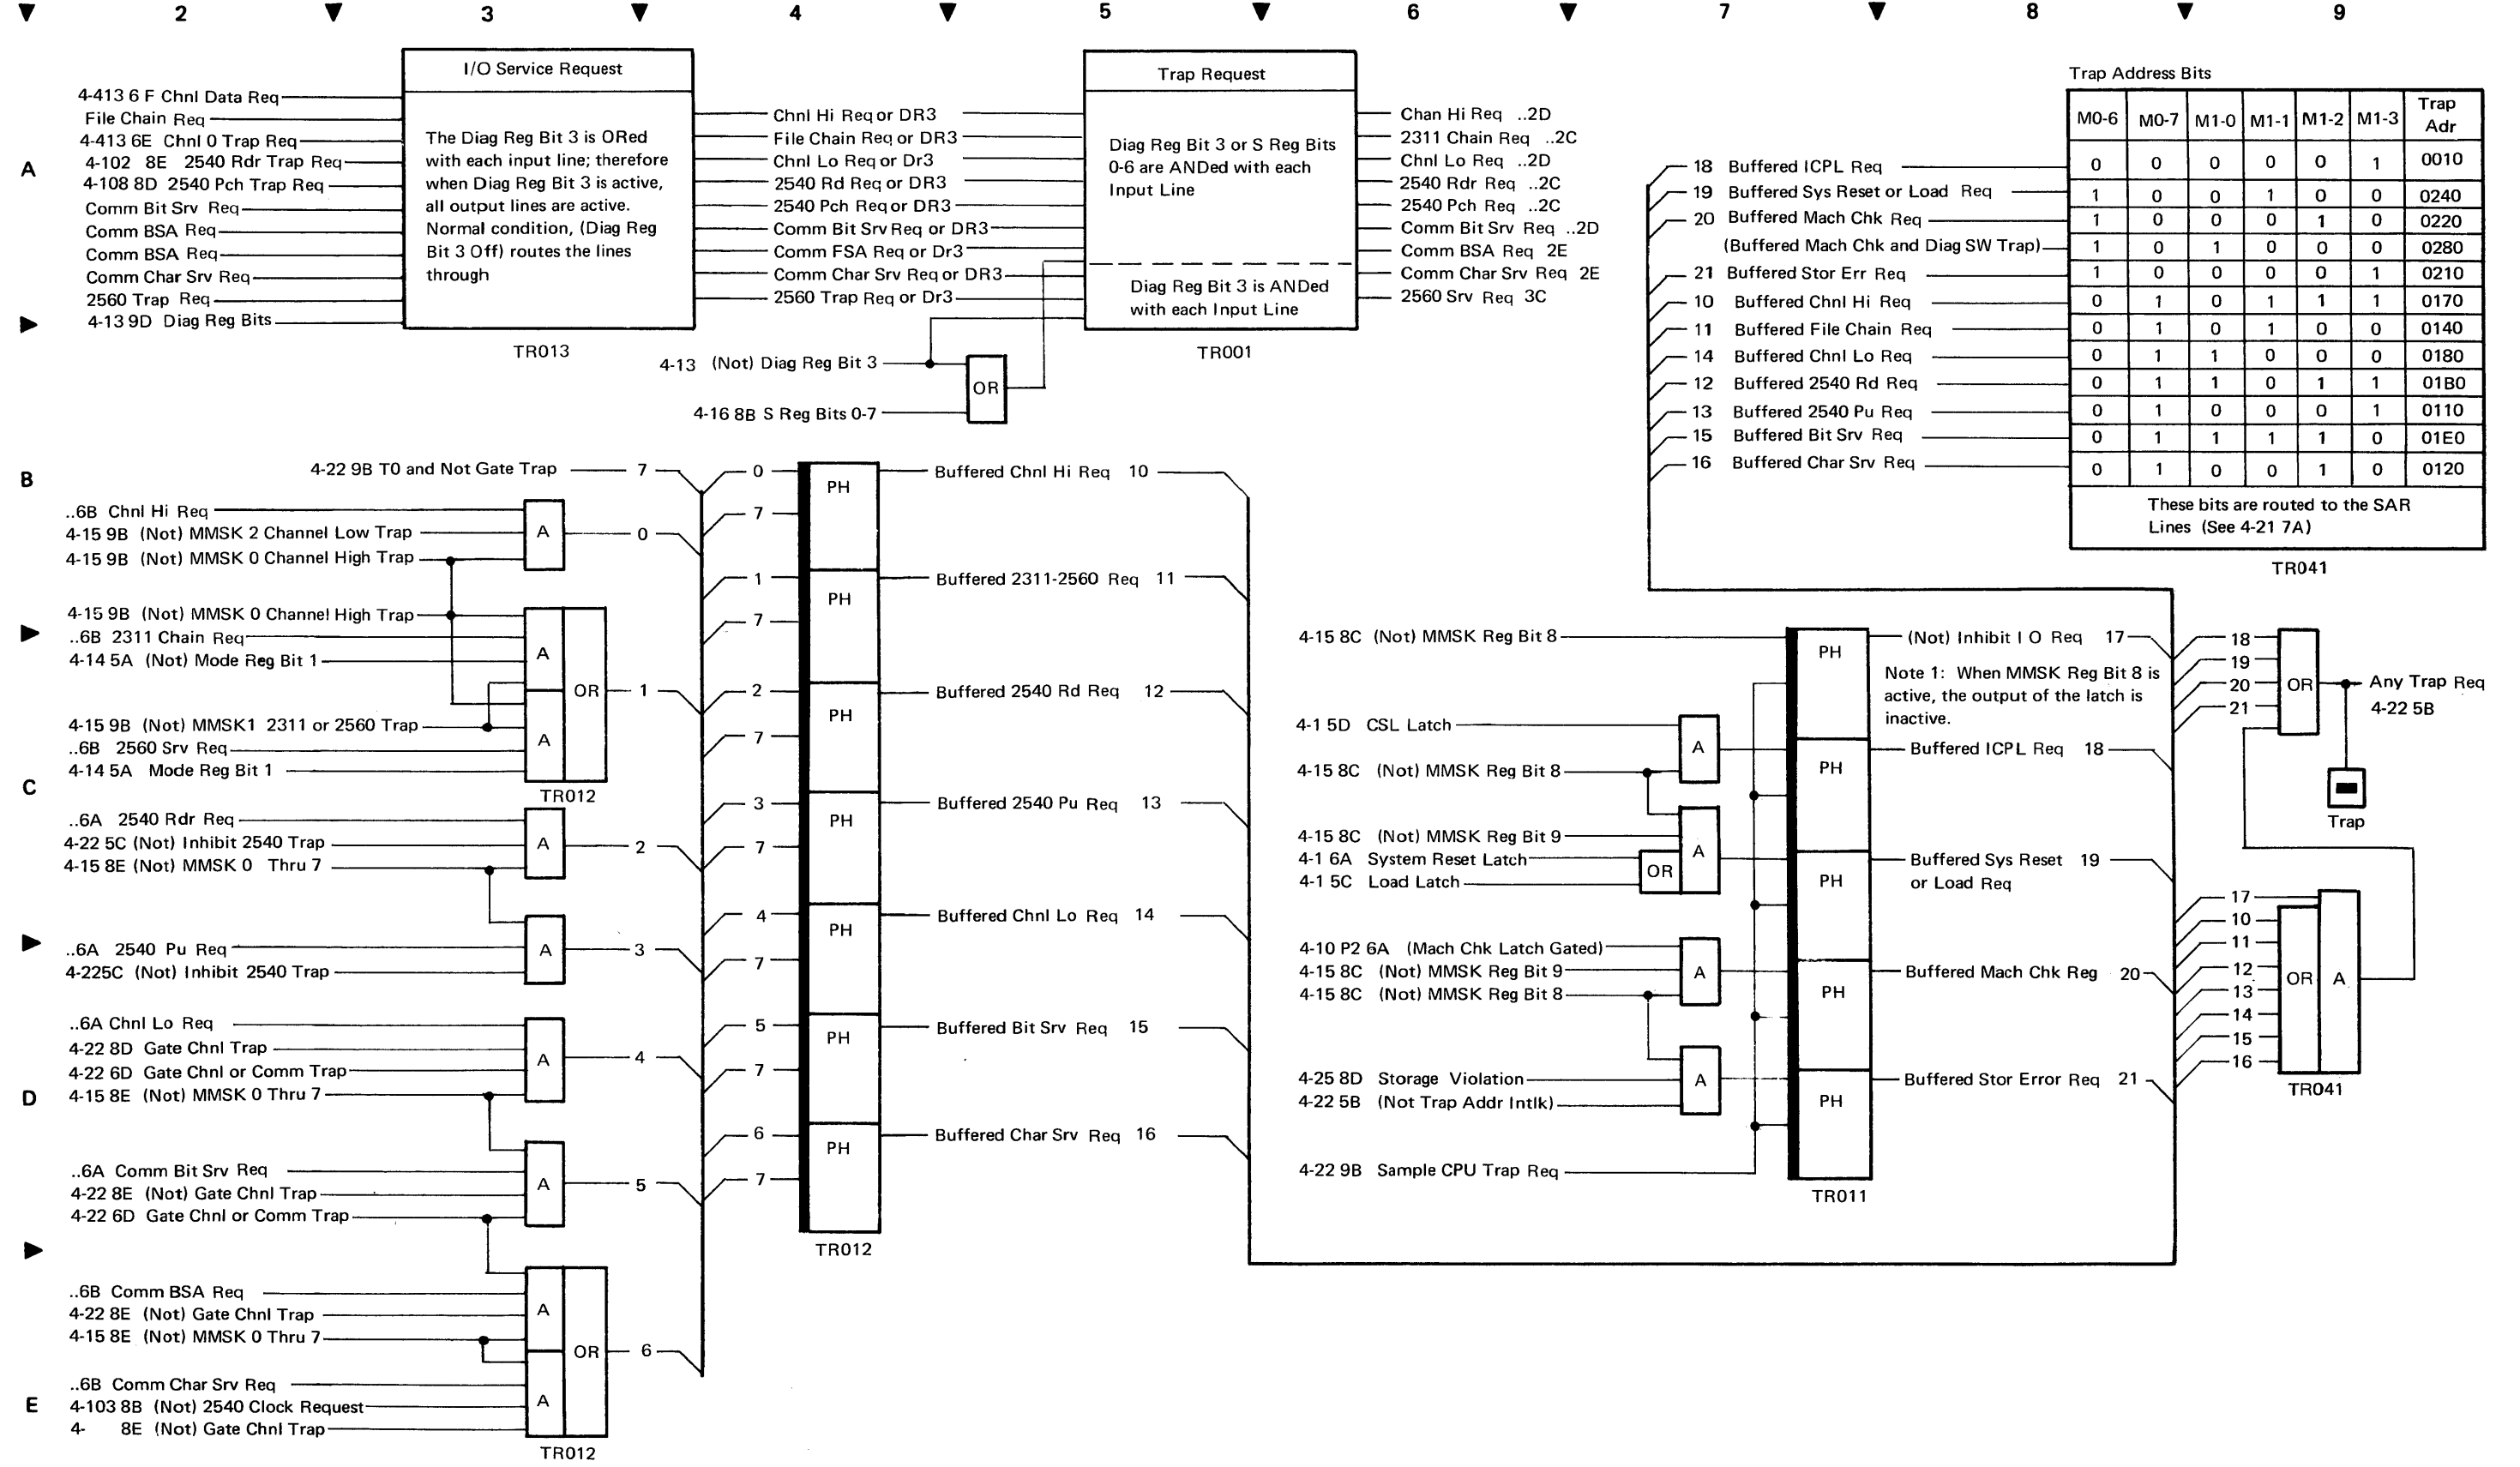 2 3 4 5 6 7 8 9
A
B
C
D
E
I/O Service Request
4-413 6 F Chnl Data Req
File Chain Req
4-413 6E Chnl 0 Trap Req
4-102 8E 2540 Rdr Trap Req
4-108 8D 2540 Pch Trap Req
Comm Bit Srv Req
Comm BSA Req
Comm BSA Req
Comm Char Srv Req
2560 Trap Req
4-13 9D Diag Reg Bits
The Diag Reg Bit 3 is ORed
with each input line; therefore
when Diag Reg Bit 3 is active,
all output lines are active.
Normal condition, (Diag Reg
Bit 3 Off) routes the lines
through
TR013
Chnl Hi Req or DR3
File Chain Req or DR3
Chnl Lo Req or Dr3
2540 Rd Req or DR3
2540 Pch Req or DR3
Comm Bit Srv Req or DR3
Comm FSA Req or Dr3
Comm Char Srv Req or DR3
2560 Trap Req or Dr3
4-13 (Not) Diag Reg Bit 3
OR
4-16 8B S Reg Bits 0-7
Trap Request
Diag Reg Bit 3 or S Reg Bits
0-6 are ANDed with each
Input Line
Diag Reg Bit 3 is ANDed
with each Input Line
TR001
Chan Hi Req ..2D
2311 Chain Req ..2C
Chnl Lo Req ..2D
2540 Rdr Req ..2C
2540 Pch Req ..2C
Comm Bit Srv Req ..2D
Comm BSA Req 2E
Comm Char Srv Req 2E
2560 Srv Req 3C
Trap Address Bits
M0-6 M0-7 M1-0 M1-1 M1-2 M1-3 Trap Adr
18 Buffered ICPL Req 0 0 0 0 0 1 0010
19 Buffered Sys Reset or Load Req 1 0 0 1 0 0 0240
20 Buffered Mach Chk Req 1 0 0 0 1 0 0220
(Buffered Mach Chk and Diag SW Trap) 1 0 1 0 0 0 0280
21 Buffered Stor Err Req 1 0 0 0 0 1 0210
10 Buffered Chnl Hi Req 0 1 0 1 1 1 0170
11 Buffered File Chain Req 0 1 0 1 0 0 0140
14 Buffered Chnl Lo Req 0 1 1 0 0 0 0180
12 Buffered 2540 Rd Req 0 1 1 0 1 1 01B0
13 Buffered 2540 Pu Req 0 1 0 0 0 1 0110
15 Buffered Bit Srv Req 0 1 1 1 1 0 01E0
16 Buffered Char Srv Req 0 1 0 0 1 0 0120
These bits are routed to the SAR
Lines (See 4-21 7A)
TR041
4-22 9B T0 and Not Gate Trap 7
..6B Chnl Hi Req
4-15 9B (Not) MMSK 2 Channel Low Trap A 0
4-15 9B (Not) MMSK 0 Channel High Trap
4-15 9B (Not) MMSK 0 Channel High Trap
..6B 2311 Chain Req
4-14 5A (Not) Mode Reg Bit 1
A
OR 1
4-15 9B (Not) MMSK1 2311 or 2560 Trap
A
..6B 2560 Srv Req
4-14 5A Mode Reg Bit 1
TR012
..6A 2540 Rdr Req
4-22 5C (Not) Inhibit 2540 Trap A 2
4-15 8E (Not) MMSK 0 Thru 7
..6A 2540 Pu Req A 3
4-225C (Not) Inhibit 2540 Trap
..6A Chnl Lo Req
4-22 8D Gate Chnl Trap
A 4
4-22 6D Gate Chnl or Comm Trap
4-15 8E (Not) MMSK 0 Thru 7
..6A Comm Bit Srv Req
A 5
4-22 8E (Not) Gate Chnl Trap
4-22 6D Gate Chnl or Comm Trap
..6B Comm BSA Req
A
4-22 8E (Not) Gate Chnl Trap
4-15 8E (Not) MMSK 0 Thru 7
OR 6
..6B Comm Char Srv Req
A
4-103 8B (Not) 2540 Clock Request
4- 8E (Not) Gate Chnl Trap
TR012
0 PH Buffered Chnl Hi Req 10
7
1 PH Buffered 2311-2560 Req 11
7
2 PH Buffered 2540 Rd Req 12
7
3 PH Buffered 2540 Pu Req 13
7
4 PH Buffered Chnl Lo Req 14
7
5 PH Buffered Bit Srv Req 15
7
6 PH Buffered Char Srv Req 16
7
TR012
4-15 8C (Not) MMSK Reg Bit 8 PH (Not) Inhibit I O Req 17
Note 1: When MMSK Reg Bit 8 is
active, the output of the latch is
inactive.
4-1 5D CSL Latch
A PH Buffered ICPL Req 18
4-15 8C (Not) MMSK Reg Bit 8
4-15 8C (Not) MMSK Reg Bit 9
A
4-1 6A System Reset Latch
OR PH Buffered Sys Reset 19
or Load Req
4-1 5C Load Latch
4-10 P2 6A (Mach Chk Latch Gated)
4-15 8C (Not) MMSK Reg Bit 9 A PH Buffered Mach Chk Reg 20
4-15 8C (Not) MMSK Reg Bit 8
4-25 8D Storage Violation A PH Buffered Stor Error Req 21
4-22 5B (Not Trap Addr Intlk)
4-22 9B Sample CPU Trap Req
TR011
18
19
20
21
OR
Any Trap Req
4-22 5B
Trap
17
10
11
12
13
14
15
16
OR A
TR041